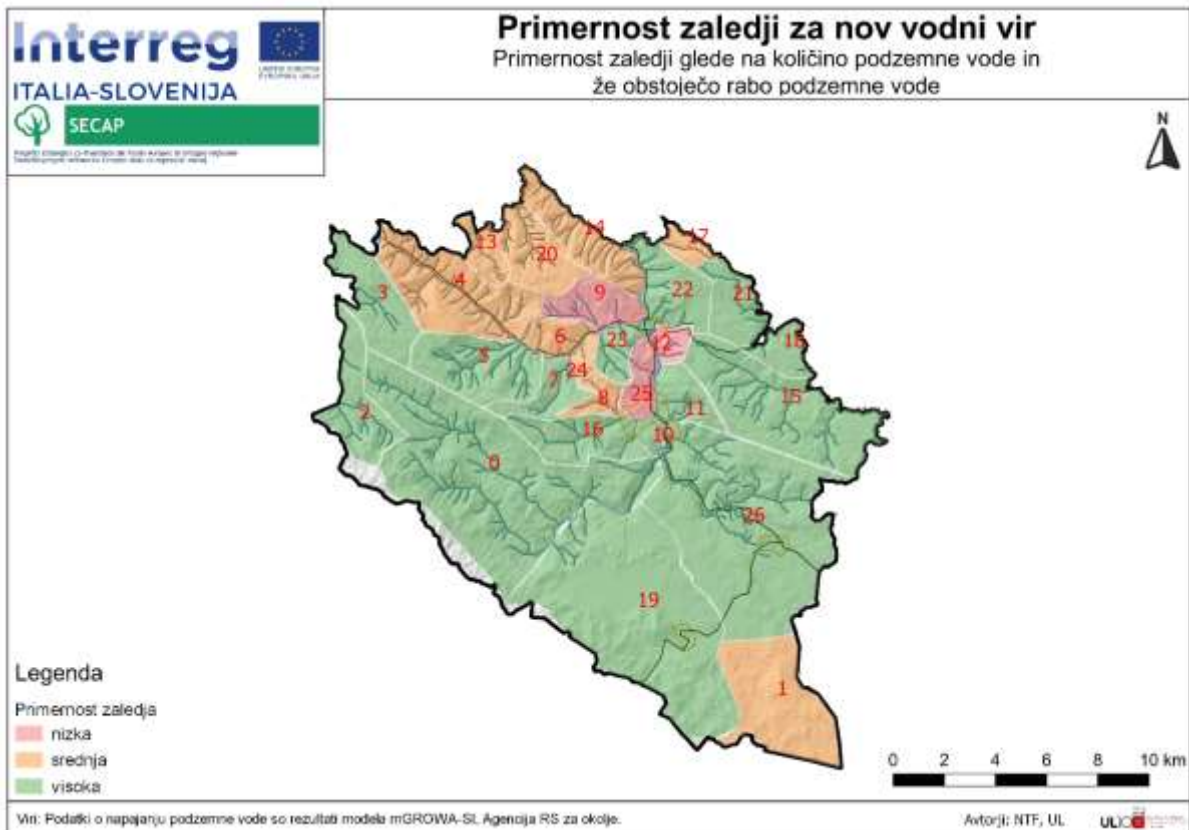 Interreg
ITALIA-SLOVENIJA
SECAP
Primernost zaledji za nov vodni vir
Primernost zaledji glede na količino podzemne vode in
že obstoječo rabo podzemne vode
N
14
17
13
20
4
3
9
22
21
6
23
12
18
5
24
7
8
25
15
2
11
16
10
0
26
19
1
Legenda
Primernost zaledja
nizka
srednja
visoka
0 2 4 6 8 10 km
Viri: Podatki o napajanju podzemne vode so rezultati modela mGROWA-SI, Agencija RS za okolje.
Avtorji: NTF, UL
UL